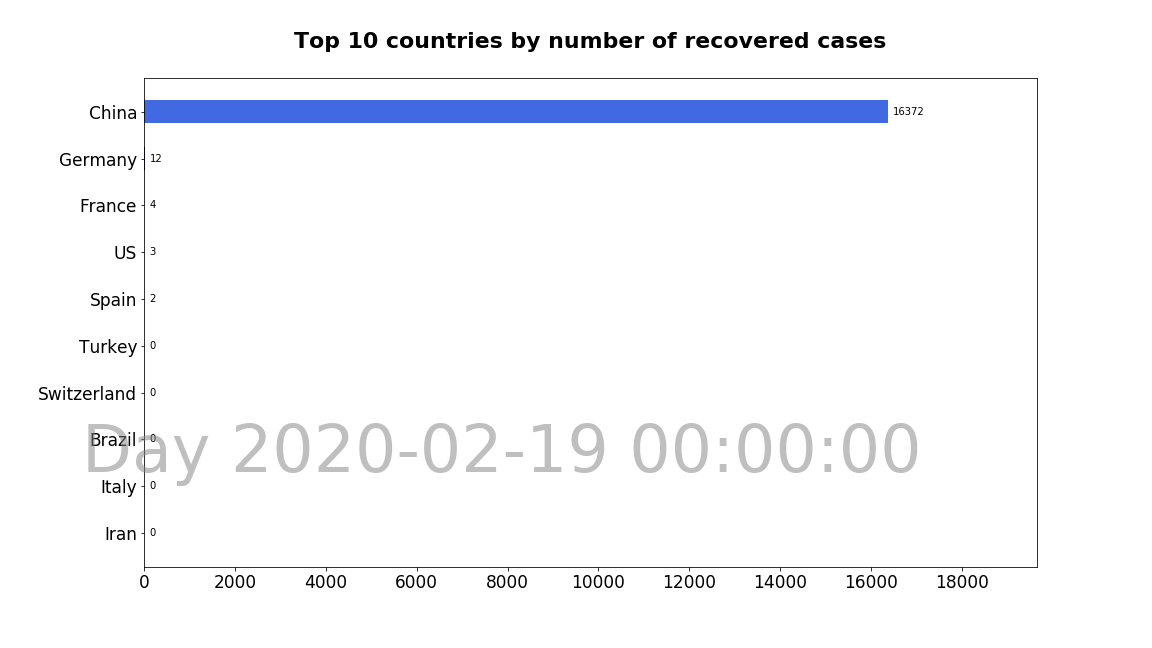 Top 10 countries by number of recovered cases
China 16372
Germany 12
France 4
US 3
Spain 2
Turkey 0
Switzerland 0
Brazil 0
Day 2020-02-19 00:00:00
Italy 0
Iran 0
0 2000 4000 6000 8000 10000 12000 14000 16000 18000